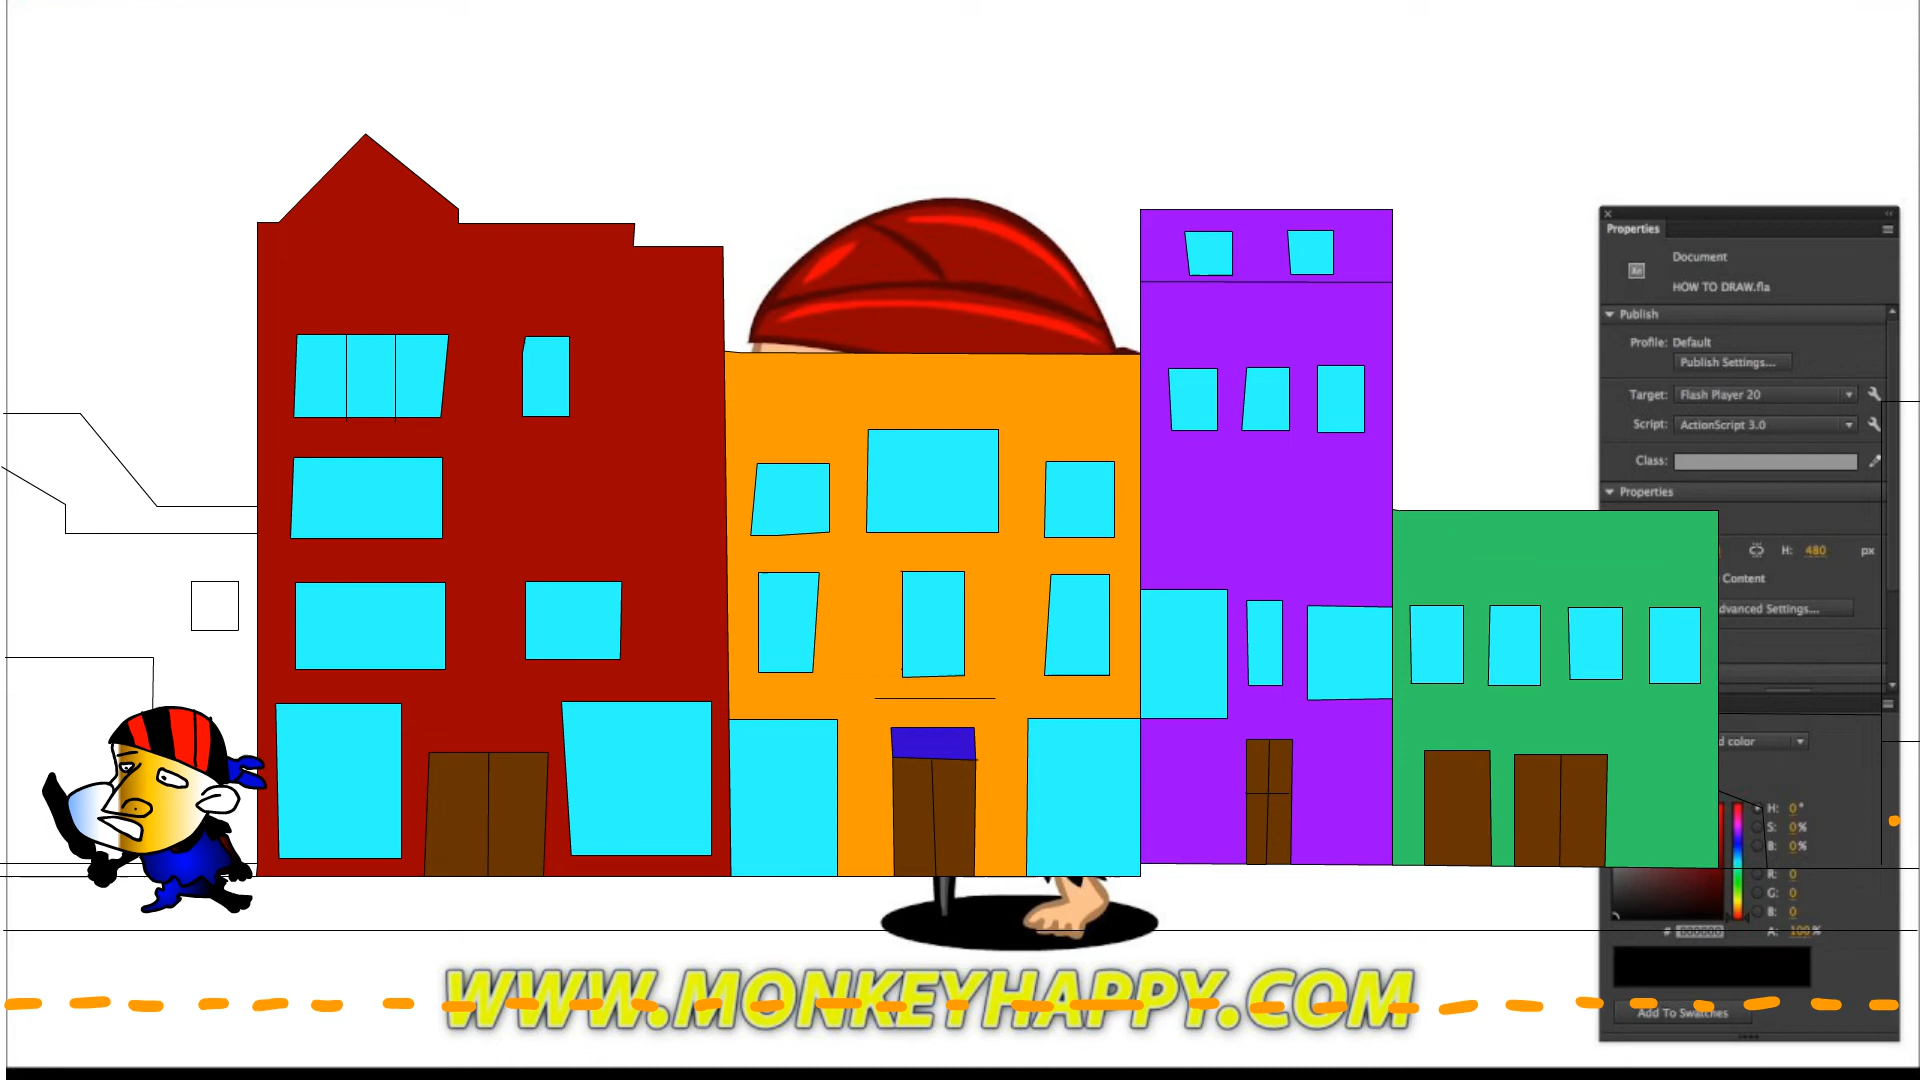 Properties
Document
An
HOW TO DRAW.fla
Publish
Profile: Default
Publish Settings...
Target: Flash Player 20
Script: ActionScript 3.0
Class:
Properties
H: 480 px
Content
dvanced Settings...
d color
H: 0 °
S: 0 %
B: 0 %
R: 0
G: 0
B: 0
# 000000 A: 100 %
WWW.MONKEYHAPPY.COM
Add To Swatches